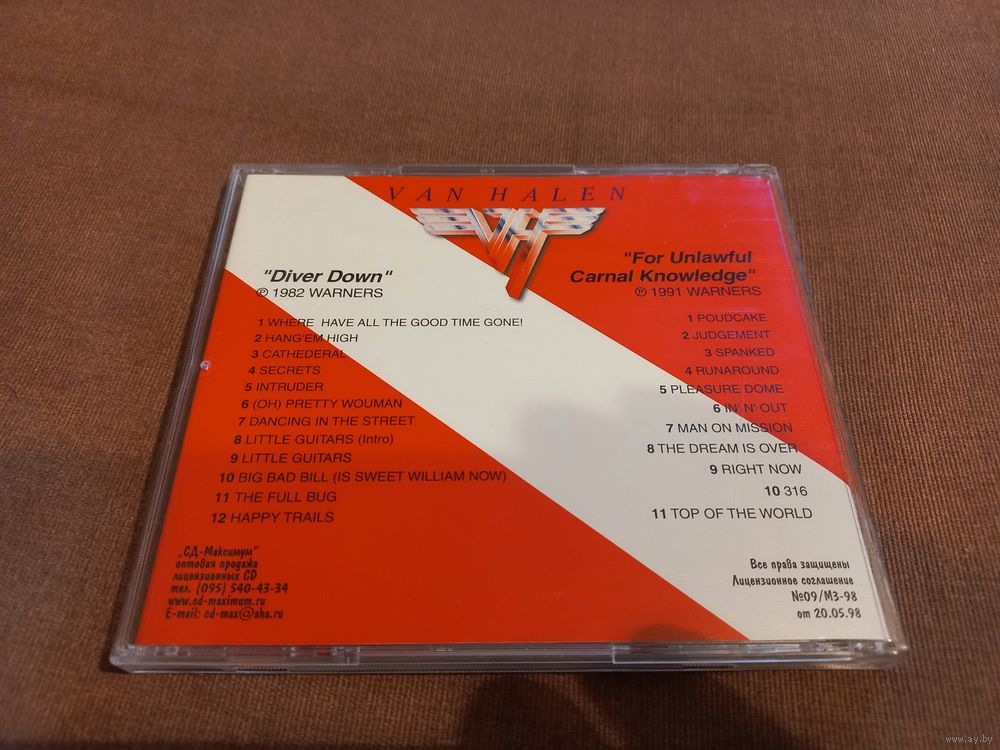 VAN HALEN
VH
"Diver Down"
℗ 1982 WARNERS
1 WHERE HAVE ALL THE GOOD TIME GONE!
2 HANG'EM HIGH
3 CATHEDERAL
4 SECRETS
5 INTRUDER
6 (OH) PRETTY WOUMAN
7 DANCING IN THE STREET
8 LITTLE GUITARS (Intro)
9 LITTLE GUITARS
10 BIG BAD BILL (IS SWEET WILLIAM NOW)
11 THE FULL BUG
12 HAPPY TRAILS
"For Unlawful
Carnal Knowledge"
℗ 1991 WARNERS
1 POUDCAKE
2 JUDGEMENT
3 SPANKED
4 RUNAROUND
5 PLEASURE DOME
6 IN' N' OUT
7 MAN ON MISSION
8 THE DREAM IS OVER
9 RIGHT NOW
10 316
11 TOP OF THE WORLD
„СД-Максимум"
оптовая продажа
лицензионных CD
тел. (095) 540-43-34
www.cd-maximum.ru
E-mail: cd-max@aha.ru
Все права защищены
Лицензионное соглашение
№09/МЗ-98
от 20.05.98
www.ay.by